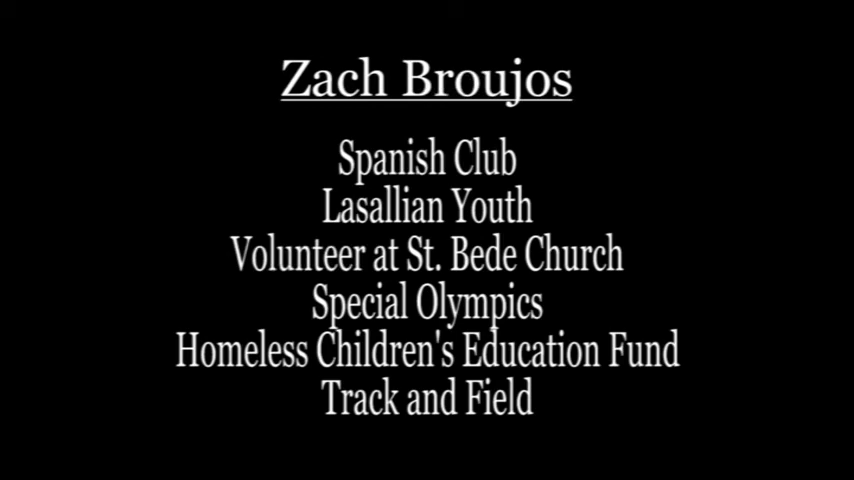 Zach Broujos
Spanish Club
Lasallian Youth
Volunteer at St. Bede Church
Special Olympics
Homeless Children's Education Fund
Track and Field